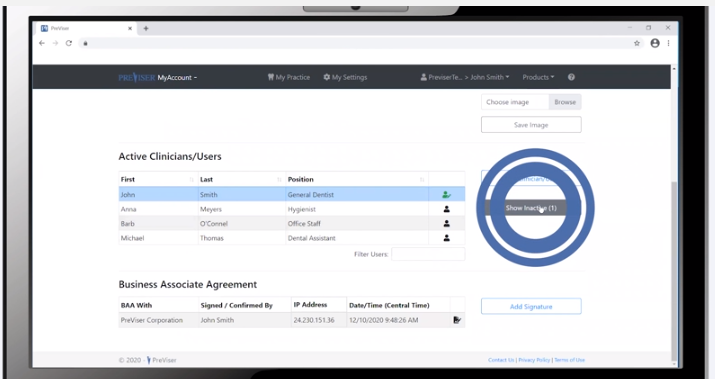 PreViser
PREVISER MyAccount
My Practice
My Settings
PreviserTe... > John Smith
Products
Choose image
Browse
Save Image
Active Clinicians/Users
First Last Position
John Smith General Dentist
Anna Meyers Hygienist
Barb O'Connel Office Staff
Michael Thomas Dental Assistant
Show Inactive (1)
Filter Users:
Business Associate Agreement
BAA With Signed / Confirmed By IP Address Date/Time (Central Time)
PreViser Corporation John Smith 24.230.151.36 12/10/2020 9:48:26 AM
Add Signature
© 2020 - PreViser
Contact Us | Privacy Policy | Terms of Use